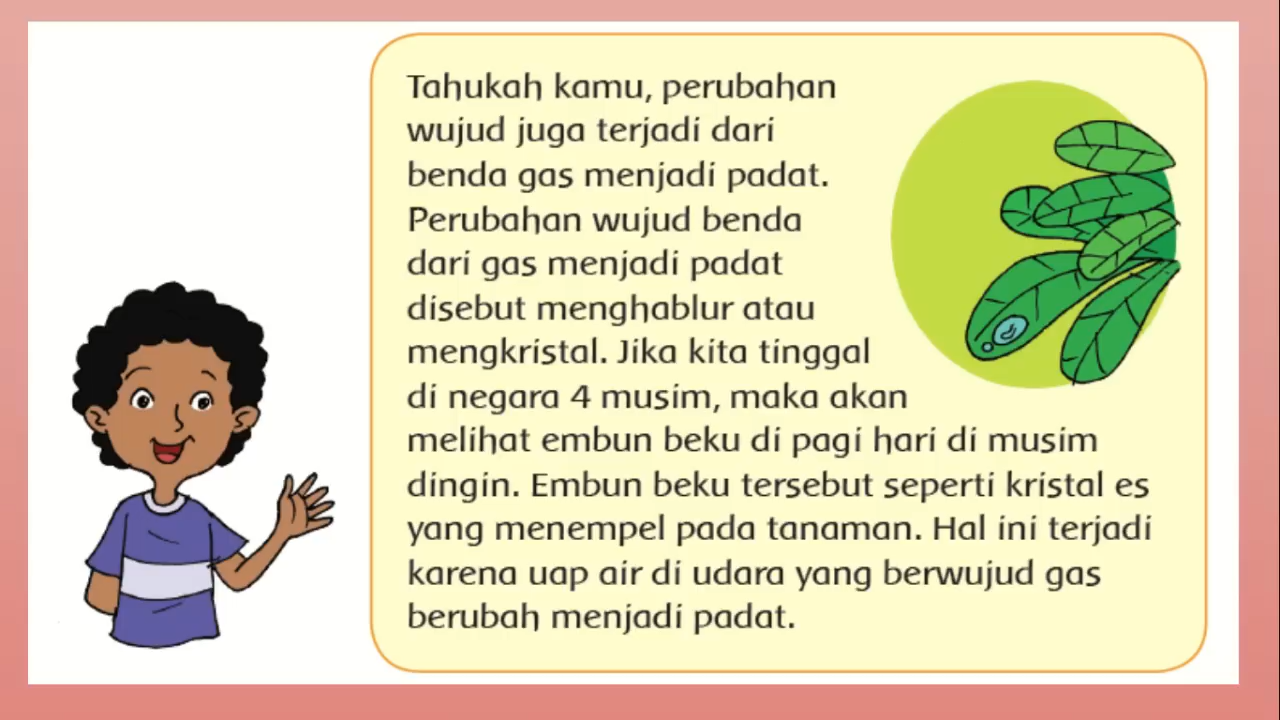 Tahukah kamu, perubahan
wujud juga terjadi dari
benda gas menjadi padat.
Perubahan wujud benda
dari gas menjadi padat
disebut menghablur atau
mengkristal. Jika kita tinggal
di negara 4 musim, maka akan
melihat embun beku di pagi hari di musim
dingin. Embun beku tersebut seperti kristal es
yang menempel pada tanaman. Hal ini terjadi
karena uap air di udara yang berwujud gas
berubah menjadi padat.